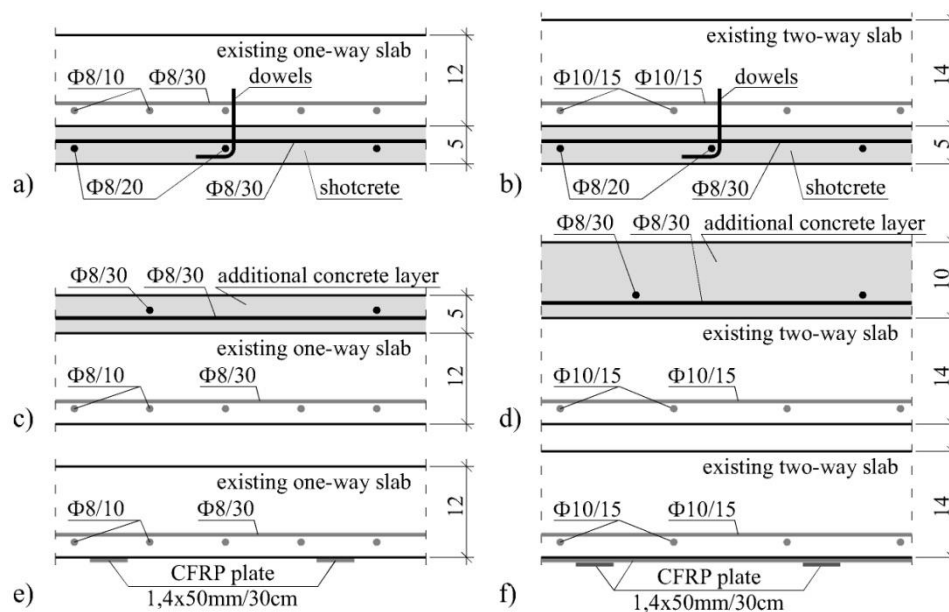 existing one-way slab
Φ8/10 Φ8/30 dowels
12
5
Φ8/20 Φ8/30 shotcrete
a)
existing two-way slab
Φ10/15 Φ10/15 dowels
14
5
Φ8/20 Φ8/30 shotcrete
b)
Φ8/30 Φ8/30 additional concrete layer
5
existing one-way slab
Φ8/10 Φ8/30
12
c)
Φ8/30 Φ8/30 additional concrete layer
10
existing two-way slab
Φ10/15 Φ10/15
14
d)
existing one-way slab
Φ8/10 Φ8/30
12
CFRP plate
1,4x50mm/30cm
e)
existing two-way slab
Φ10/15 Φ10/15
14
CFRP plate
1,4x50mm/30cm
f)